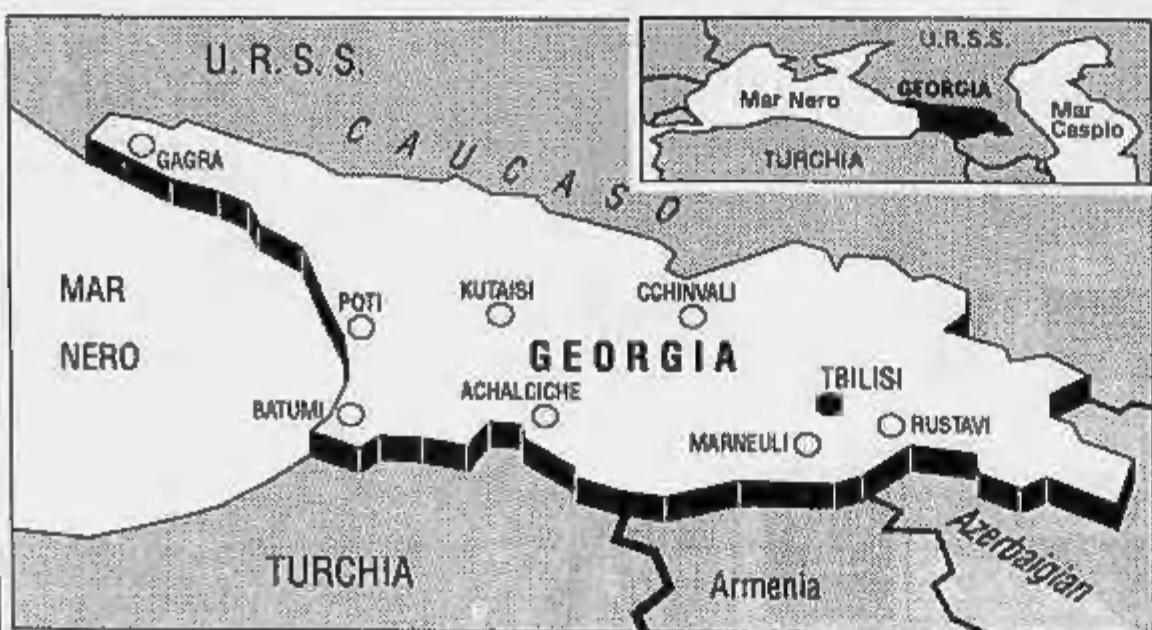 U. R. S. S.
CAUCASO
GAGRA
MAR
NERO
POTI
KUTAISI
CCHINVALI
GEORGIA
TBILISI
BATUMI
ACHALCICHE
MARNEULI
RUSTAVI
TURCHIA
Armenia
Azerbaigian
U.R.S.S.
GEORGIA
Mar Nero
Mar
Caspio
TURCHIA